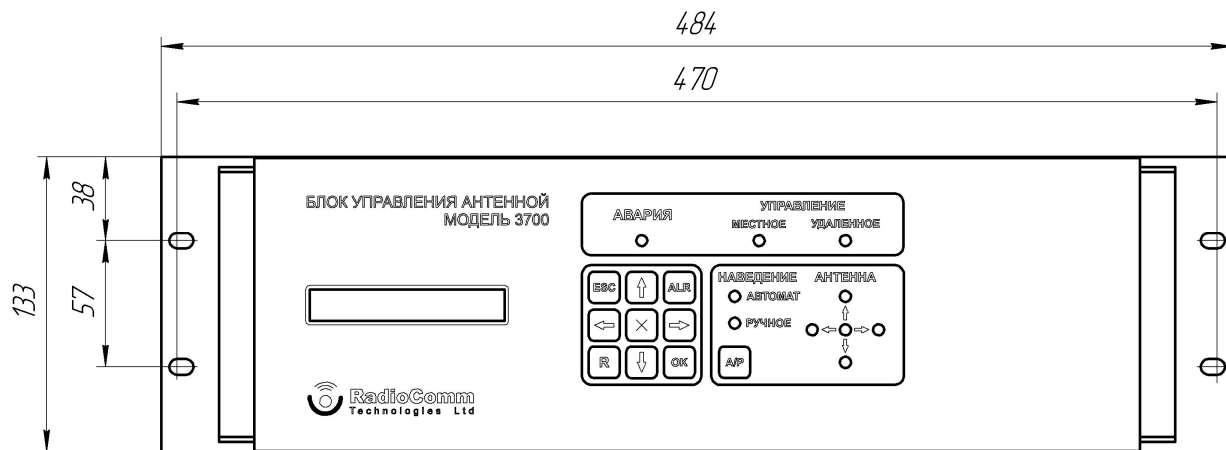 484
470
133
38
57
БЛОК УПРАВЛЕНИЯ АНТЕННОЙ
МОДЕЛЬ 3700
АВАРИЯ
УПРАВЛЕНИЕ
МЕСТНОЕ УДАЛЕННОЕ
ESC ALR
R OK
НАВЕДЕНИЕ АНТЕННА
АВТОМАТ
РУЧНОЕ
А/Р
RadioComm
Technologies Ltd